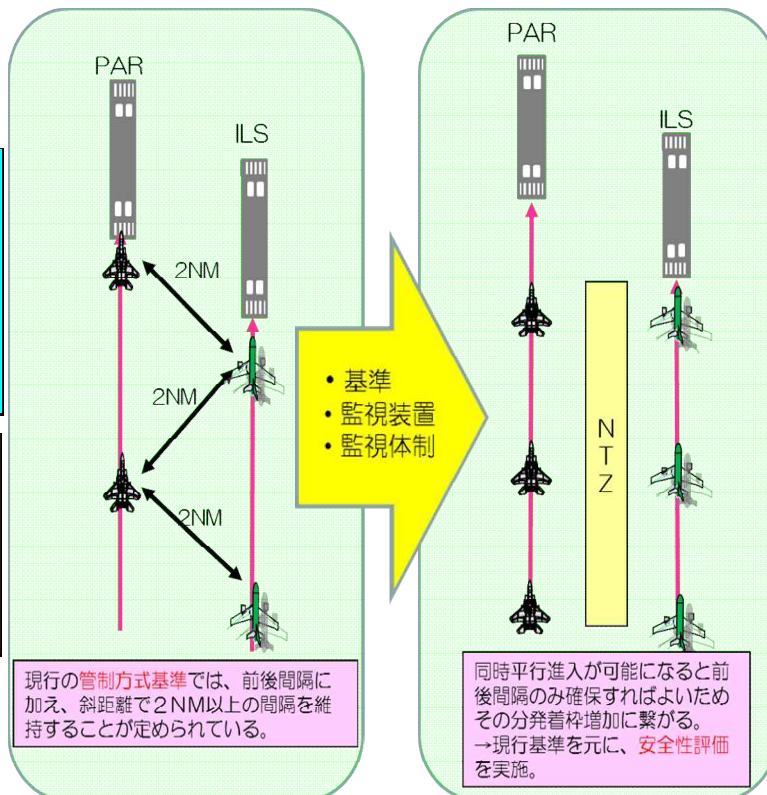 PAR
ILS
2NM
2NM
2NM
現行の管制方式基準では、前後間隔に
加え、斜距離で2NM以上の間隔を維
持することが定められている。
• 基準
• 監視装置
• 監視体制
PAR
ILS
NTZ
同時平行進入が可能になると前
後間隔のみ確保すればよいため
その分発着枠増加に繋がる。
→現行基準を元に、安全性評価
を実施。